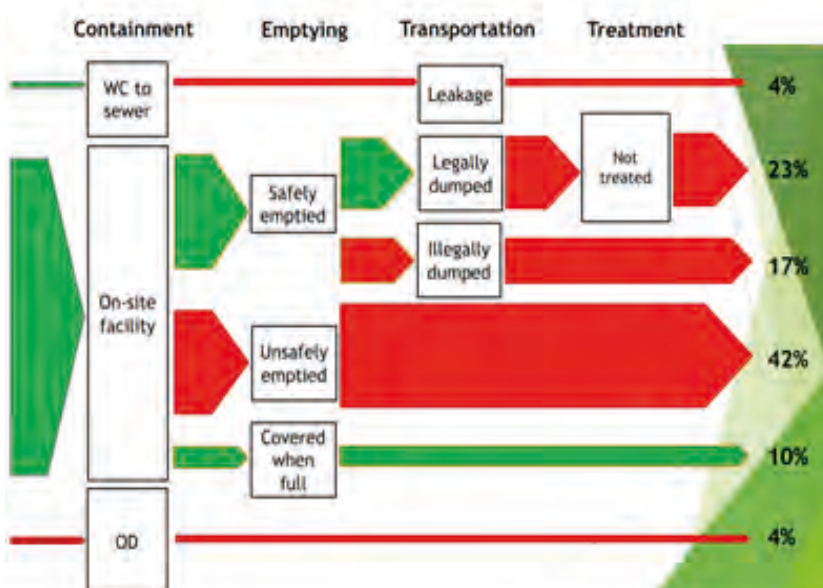 Containment Emptying Transportation Treatment
WC to
sewer
Leakage
4%
On-site
facility
Safely
emptied
Legally
dumped
Not
treated
23%
Illegally
dumped
17%
Unsafely
emptied
42%
Covered
when
full
10%
OD
4%